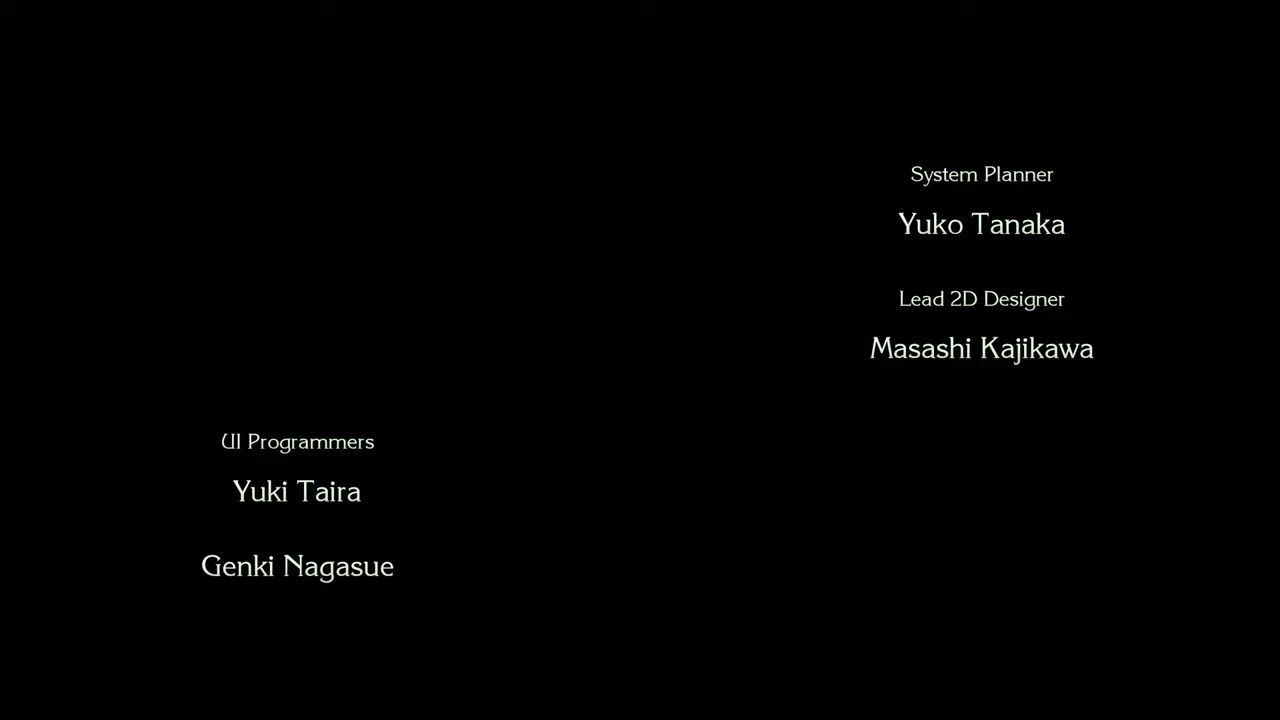 System Planner
Yuko Tanaka
Lead 2D Designer
Masashi Kajikawa
UI Programmers
Yuki Taira
Genki Nagasue